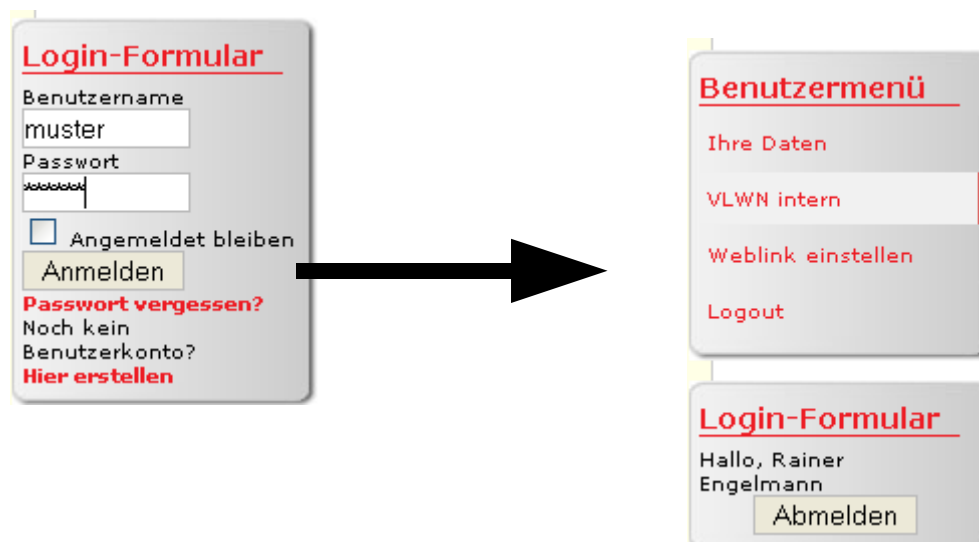 Login-Formular
Benutzername
muster
Passwort
*******
Angemeldet bleiben
Anmelden
Passwort vergessen?
Noch kein
Benutzerkonto?
Hier erstellen
Benutzermenü
Ihre Daten
VLWN intern
Weblink einstellen
Logout
Login-Formular
Hallo, Rainer
Engelmann
Abmelden